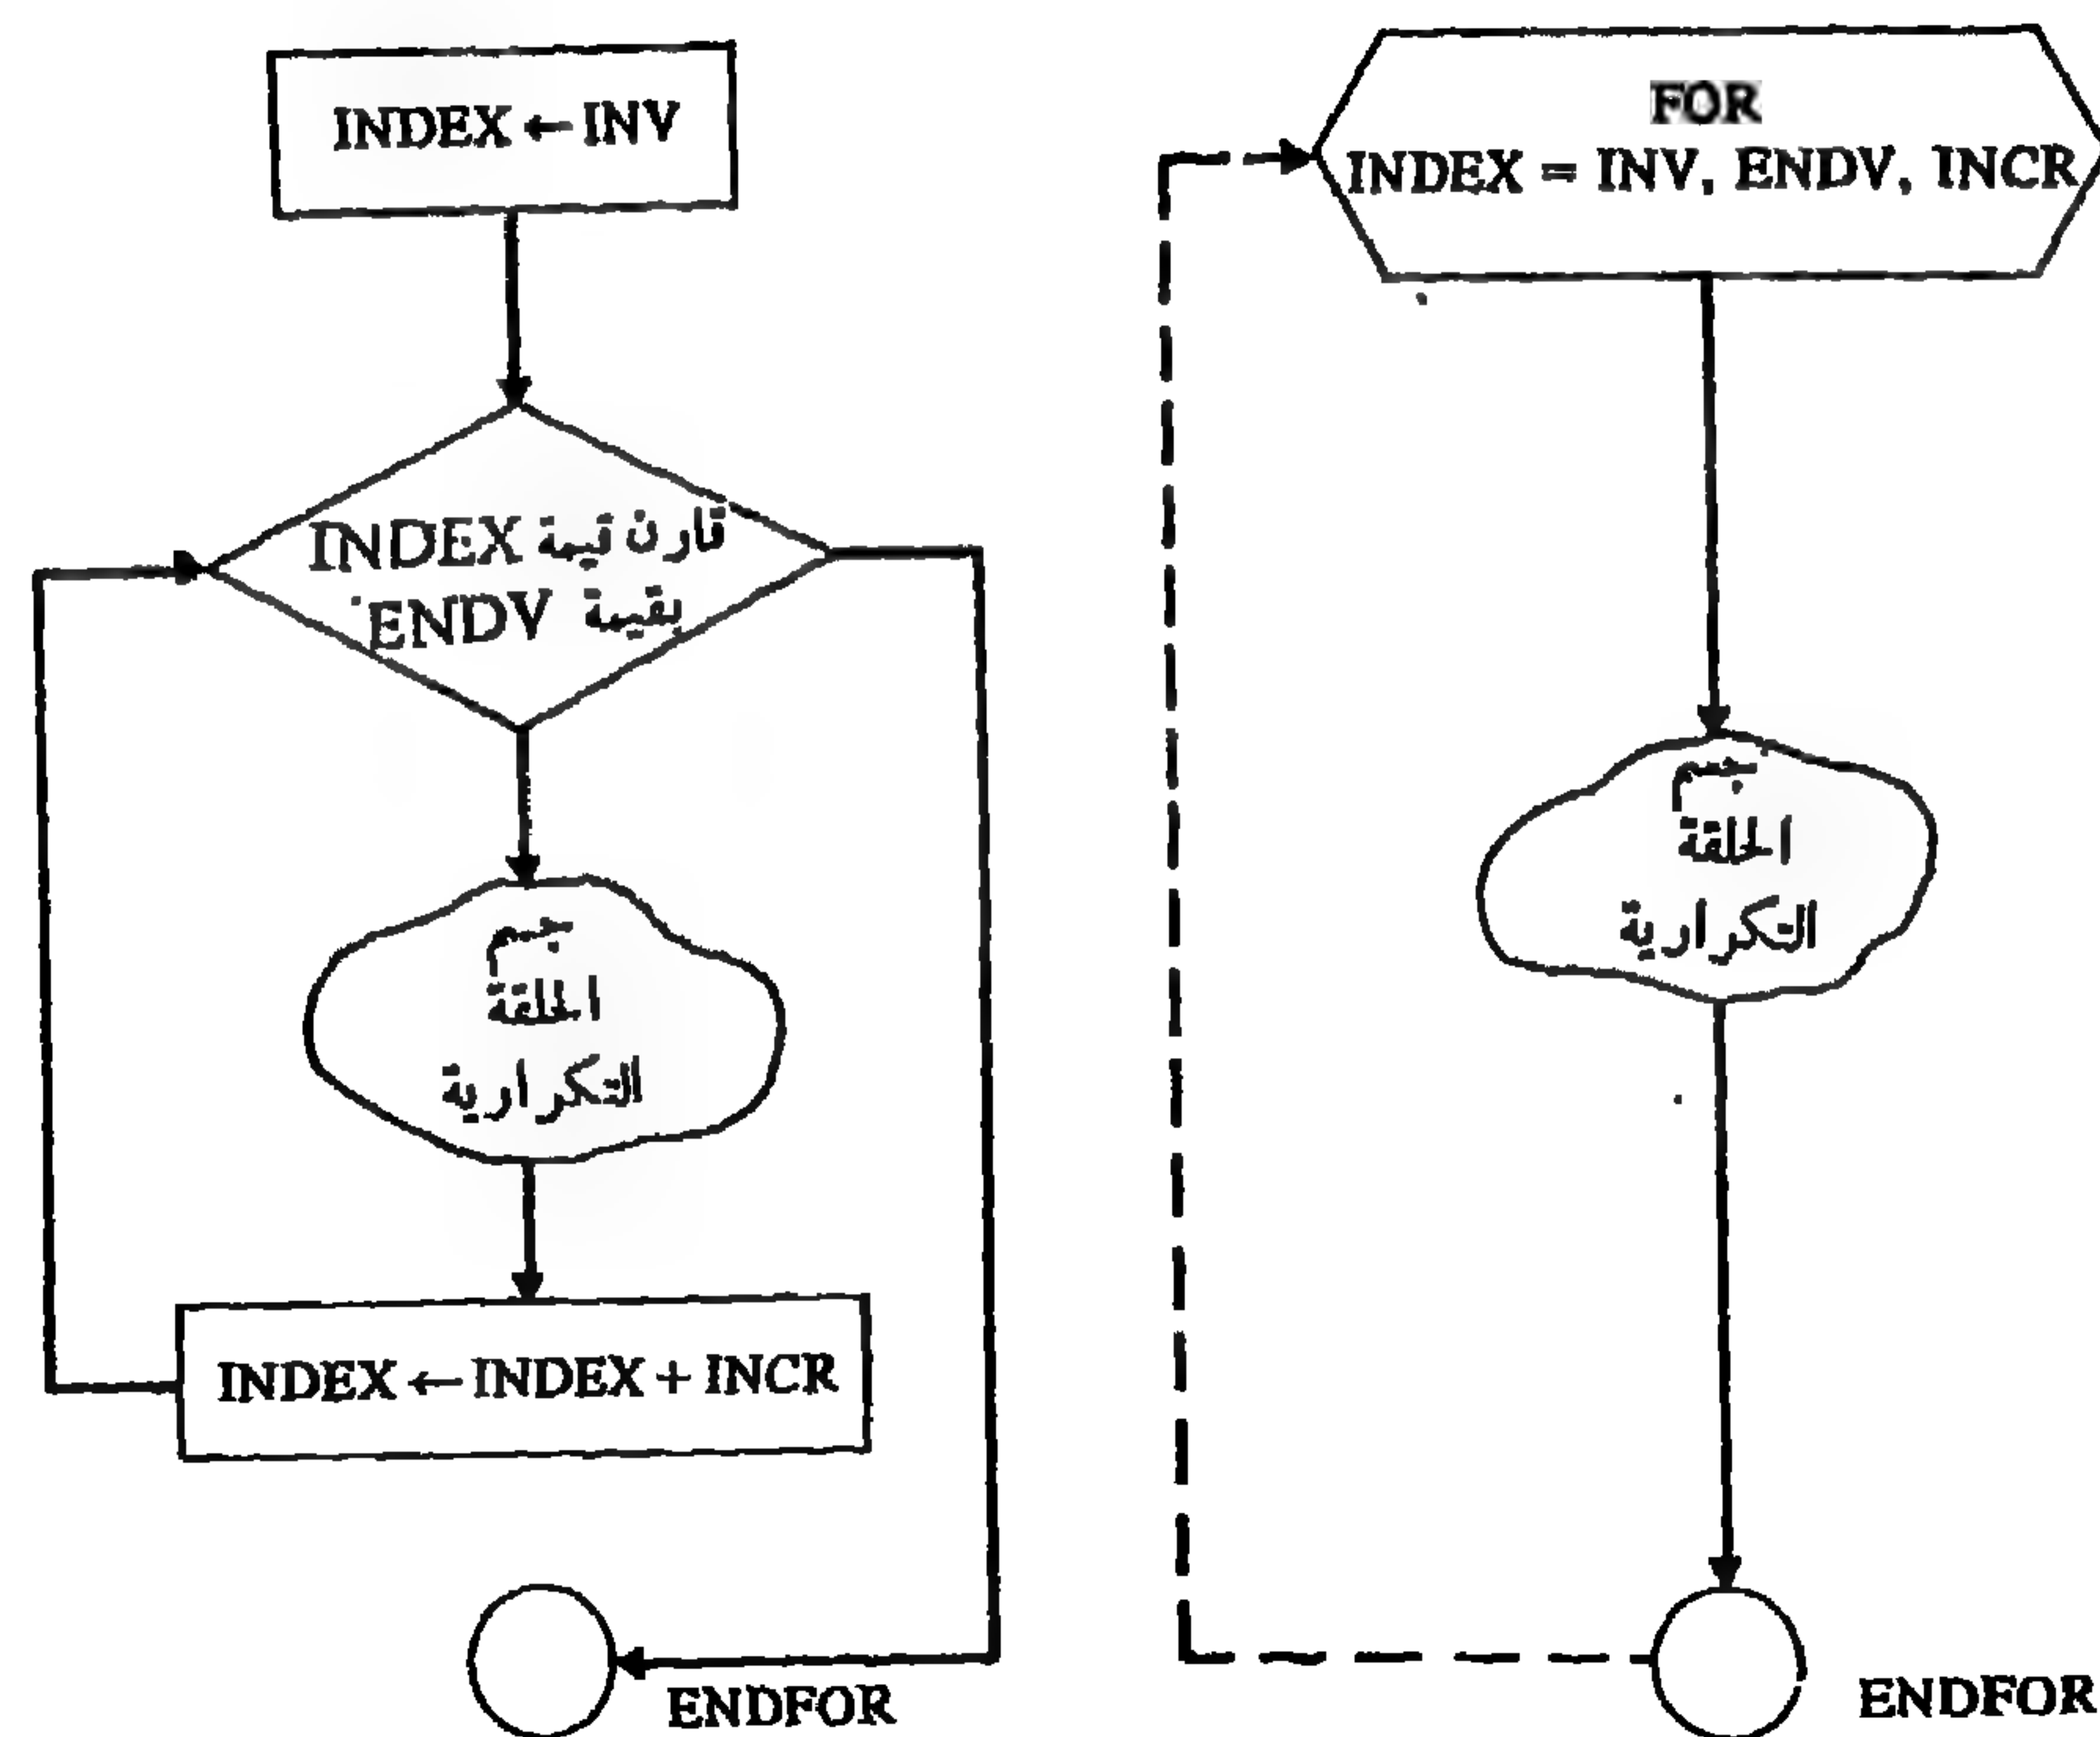 INDEX ← INV
قارن قيمة INDEX
بقيمة ENDV
جسم
الحلقة
التكرارية
INDEX ← INDEX + INCR
ENDFOR
FOR
INDEX = INV, ENDV, INCR
جسم
الحلقة
التكرارية
ENDFOR